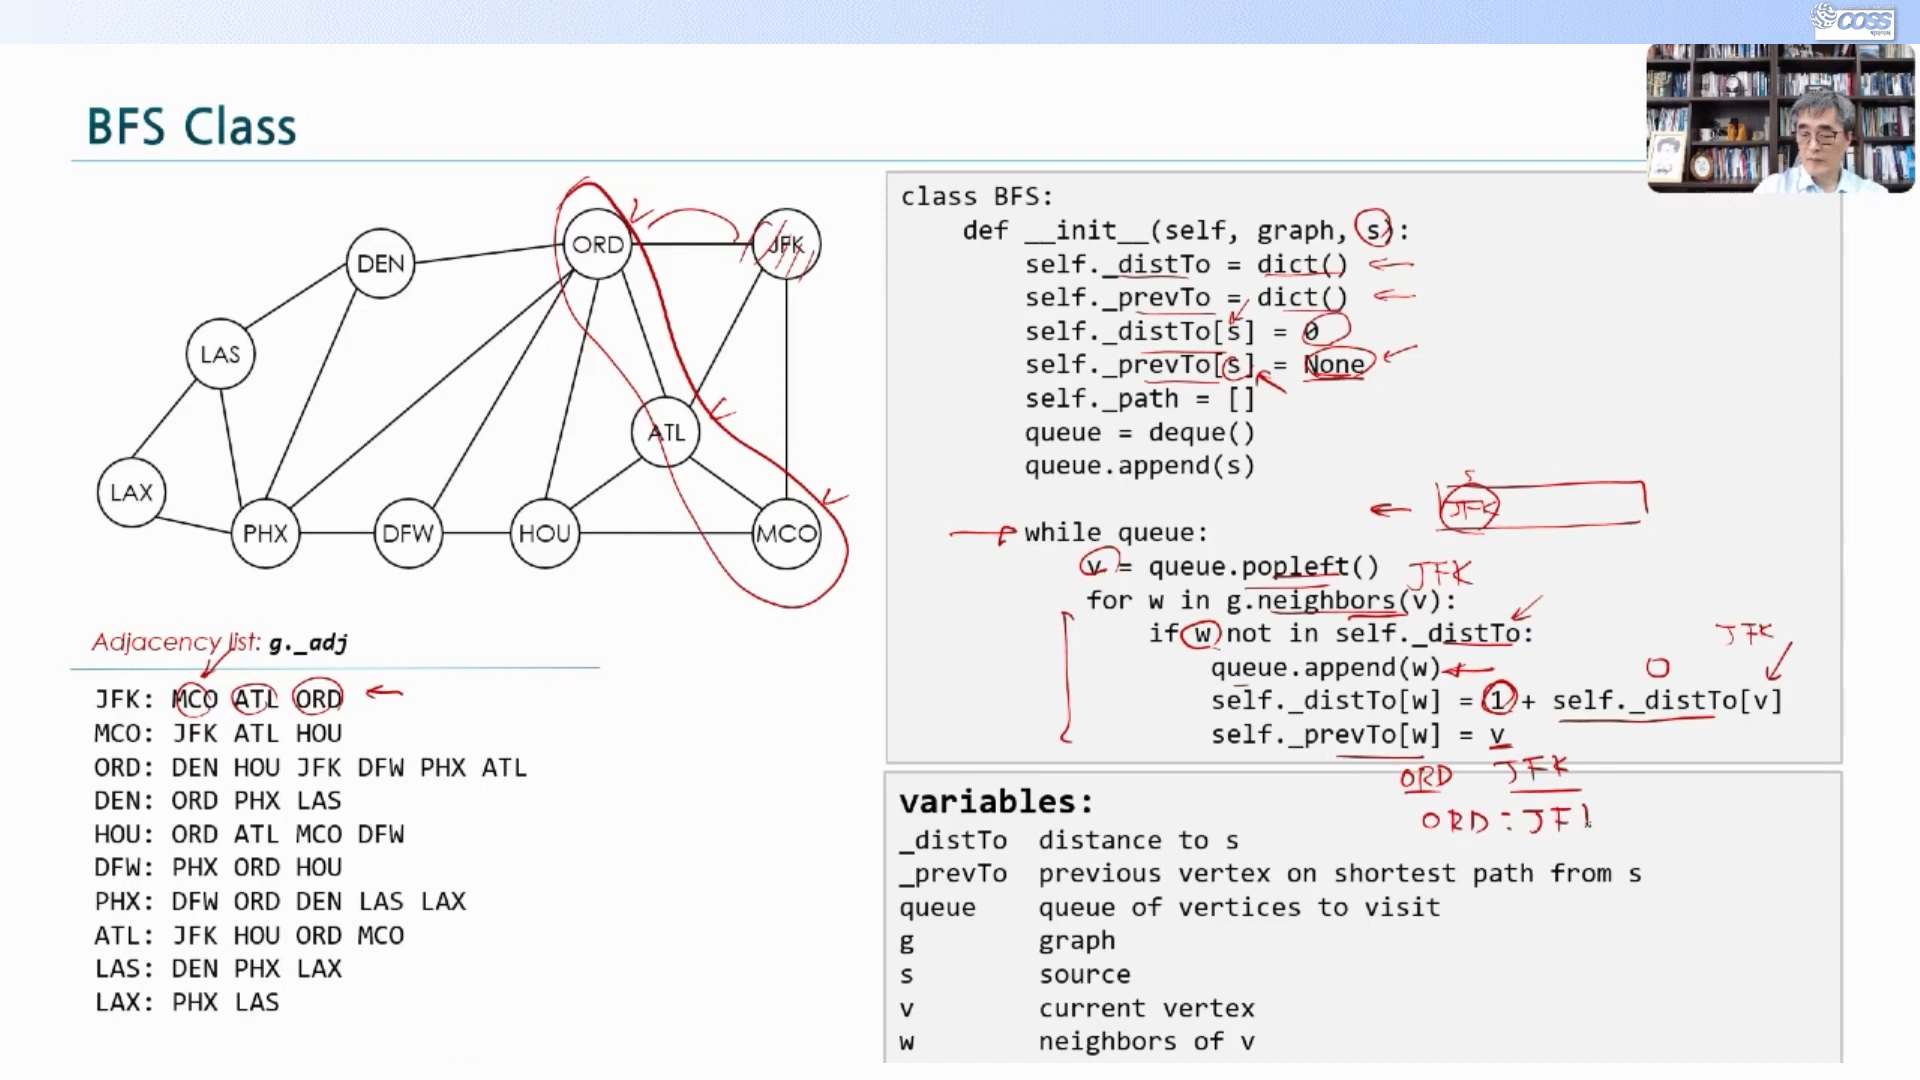 COSS
BFS Class
DEN
ORD
JFK
LAS
ATL
LAX
PHX
DFW
HOU
MCO
Adjacency list: g._adj
JFK: MCO ATL ORD
MCO: JFK ATL HOU
ORD: DEN HOU JFK DFW PHX ATL
DEN: ORD PHX LAS
HOU: ORD ATL MCO DFW
DFW: PHX ORD HOU
PHX: DFW ORD DEN LAS LAX
ATL: JFK HOU ORD MCO
LAS: DEN PHX LAX
LAX: PHX LAS
class BFS:
def __init__(self, graph, s):
self._distTo = dict()
self._prevTo = dict()
self._distTo[s] = 0
self._prevTo[s] = None
self._path = []
queue = deque()
queue.append(s)
s
JFK
while queue:
v = queue.popleft()
JFK
for w in g.neighbors(v):
if w not in self._distTo:
JFK
queue.append(w)
0
self._distTo[w] = 1 + self._distTo[v]
self._prevTo[w] = v
ORD JFK
ORD : JF
variables:
_distTo distance to s
_prevTo previous vertex on shortest path from s
queue queue of vertices to visit
g graph
s source
v current vertex
w neighbors of v